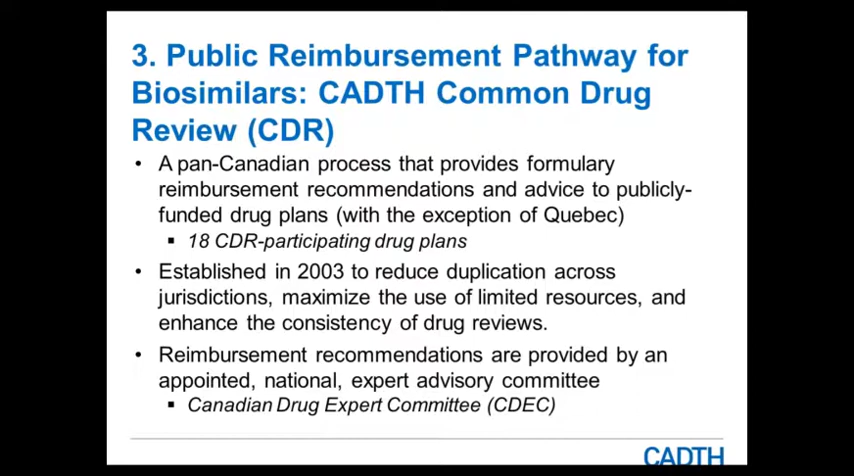 3. Public Reimbursement Pathway for
Biosimilars: CADTH Common Drug
Review (CDR)
• A pan-Canadian process that provides formulary
reimbursement recommendations and advice to publicly-
funded drug plans (with the exception of Quebec)
▪ 18 CDR-participating drug plans
• Established in 2003 to reduce duplication across
jurisdictions, maximize the use of limited resources, and
enhance the consistency of drug reviews.
• Reimbursement recommendations are provided by an
appointed, national, expert advisory committee
▪ Canadian Drug Expert Committee (CDEC)
CADTH